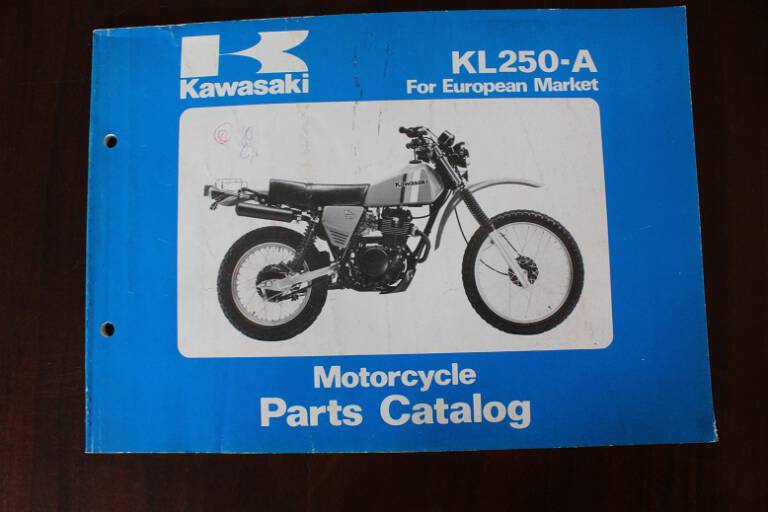 Kawasaki
KL250-A
For European Market
KAWASAKI
Motorcycle
Parts Catalog